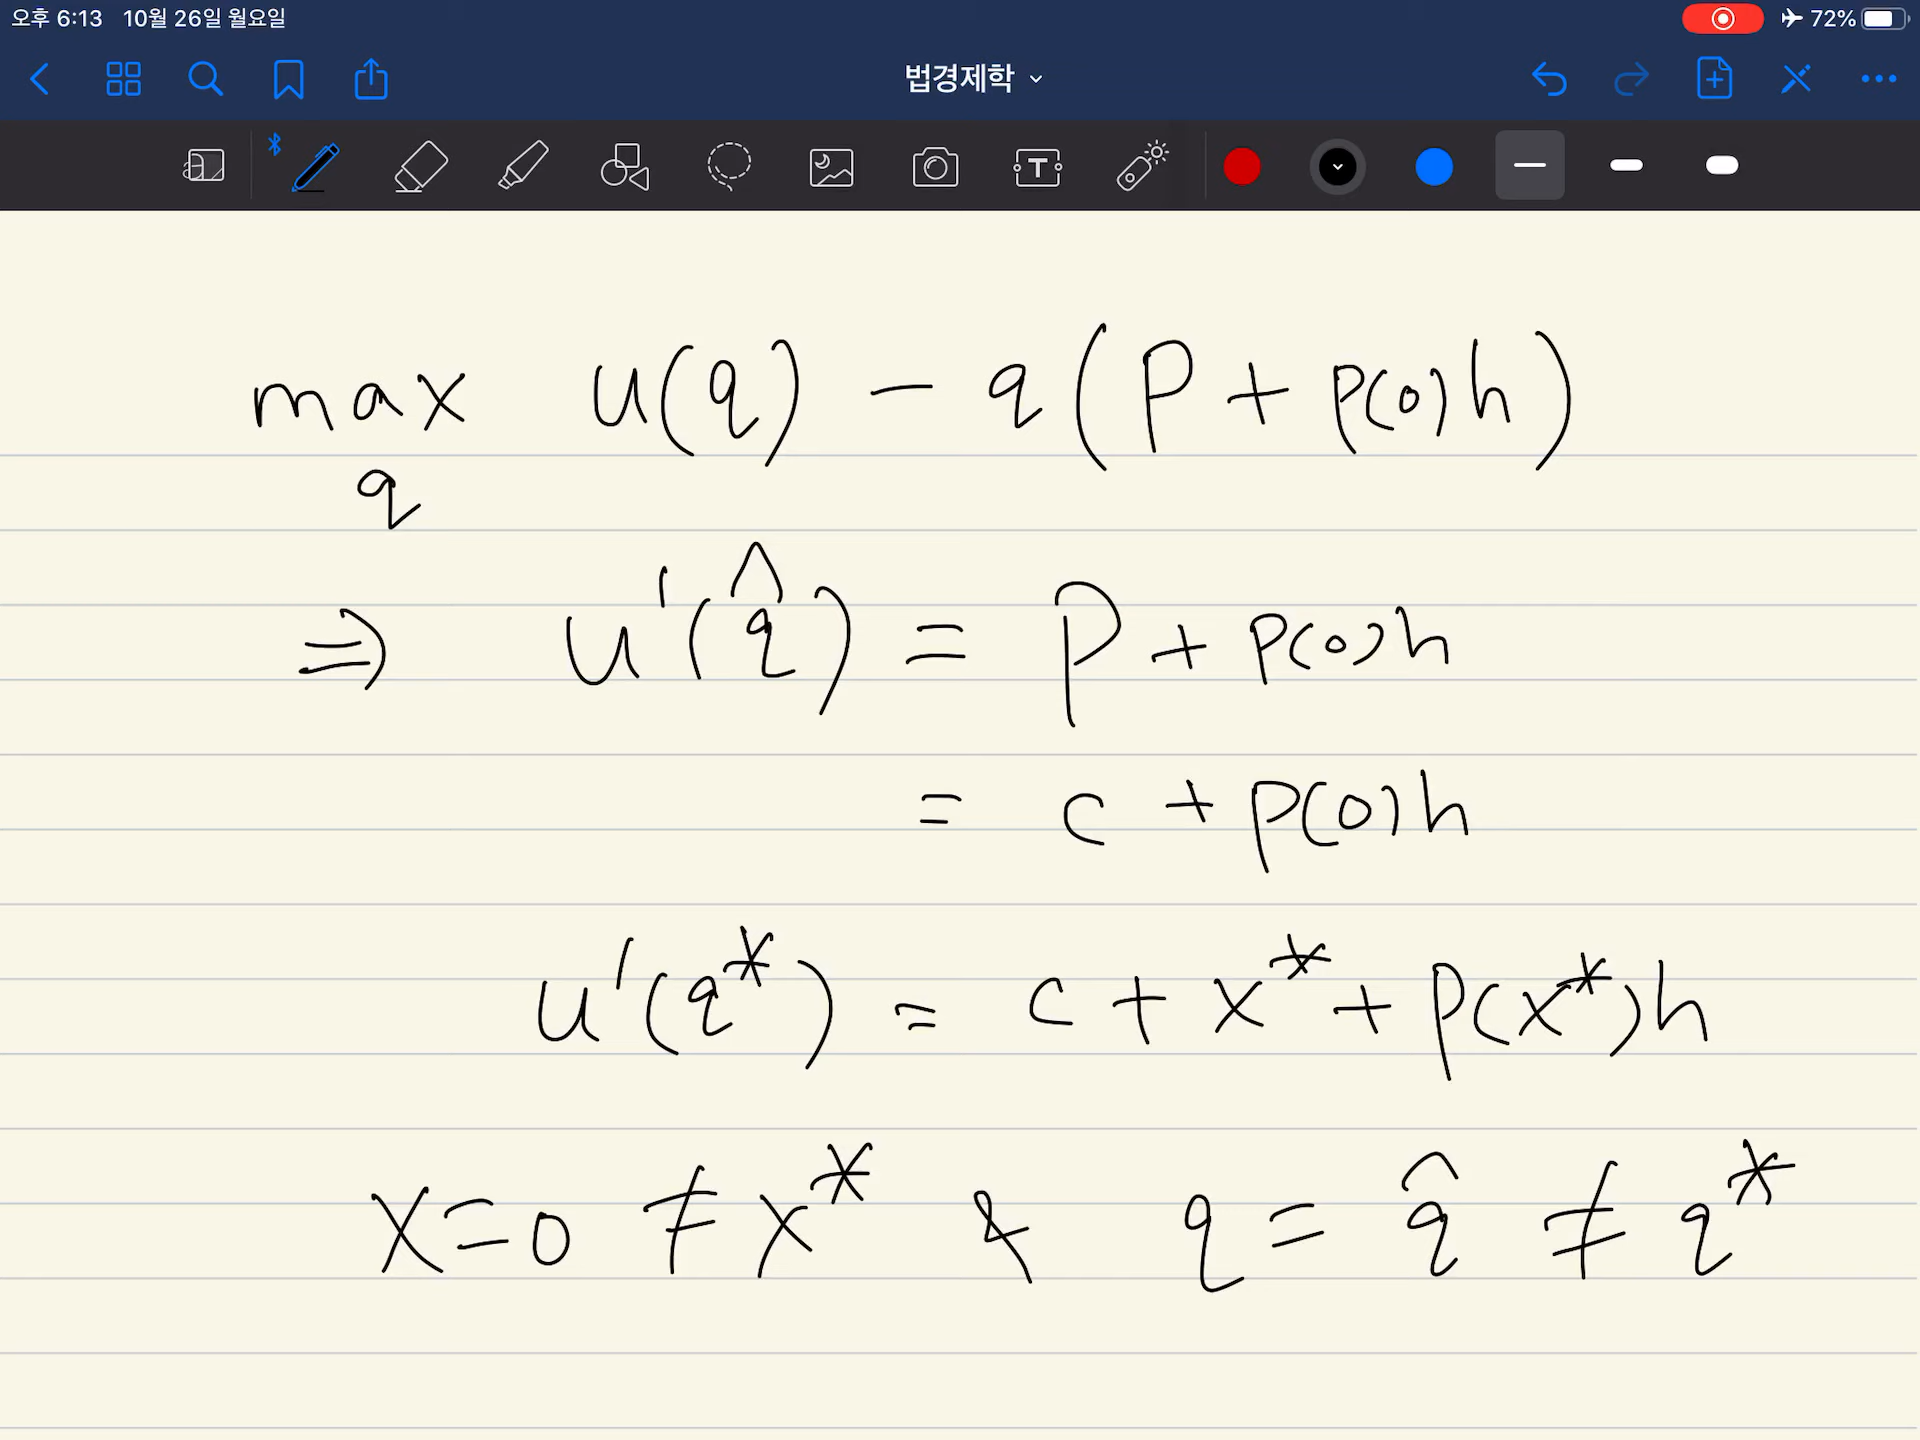 오후 6:13 10월 26일 월요일 72%
법경제학
max u(q) − q(P + p(0)h)
q
⇒ u'(q̂) = P + p(0)h
= c + p(0)h
u'(q*) = c + x* + p(x*)h
x=0 ≠ x* & q = q̂ ≠ q*